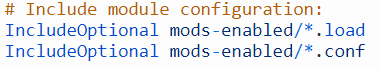 # Include module configuration:
IncludeOptional mods-enabled/*.load
IncludeOptional mods-enabled/*.conf